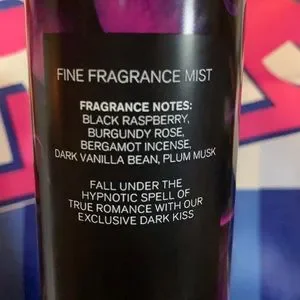 FINE FRAGRANCE MIST
FRAGRANCE NOTES:
BLACK RASPBERRY,
BURGUNDY ROSE,
BERGAMOT INCENSE,
DARK VANILLA BEAN, PLUM MUSK
FALL UNDER THE
HYPNOTIC SPELL OF
TRUE ROMANCE WITH OUR
EXCLUSIVE DARK KISS